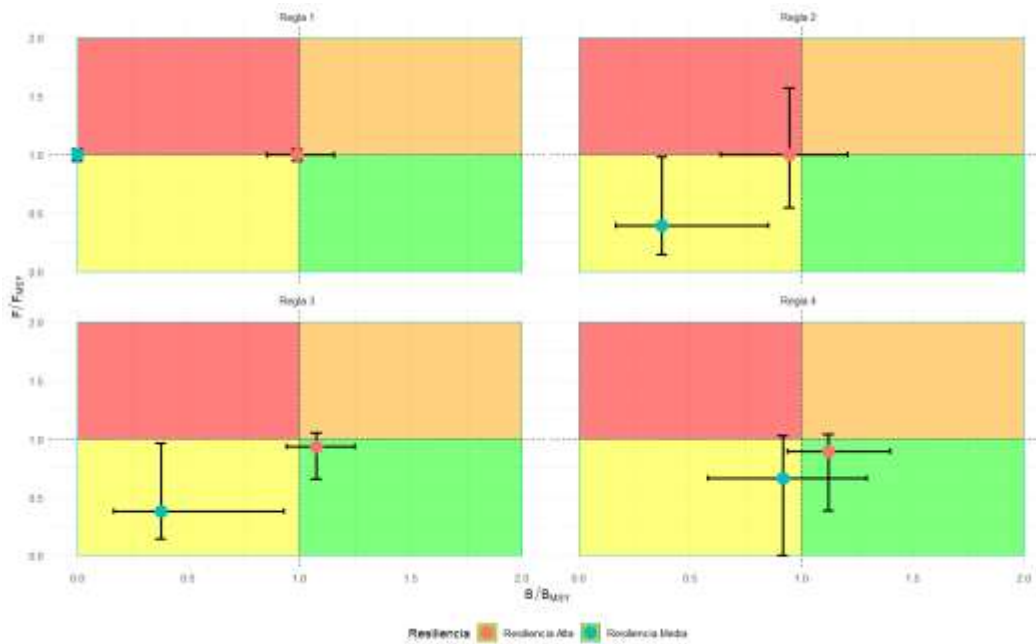 Regla 1
Regla 2
2.0
1.5
1.0
0.5
0.0
Regla 3
Regla 4
2.0
1.5
1.0
0.5
0.0
F/F_MSY
0.0 0.5 1.0 1.5 2.0
0.0 0.5 1.0 1.5 2.0
B/B_MSY
Resiliencia Resiliencia Alta Resiliencia Media